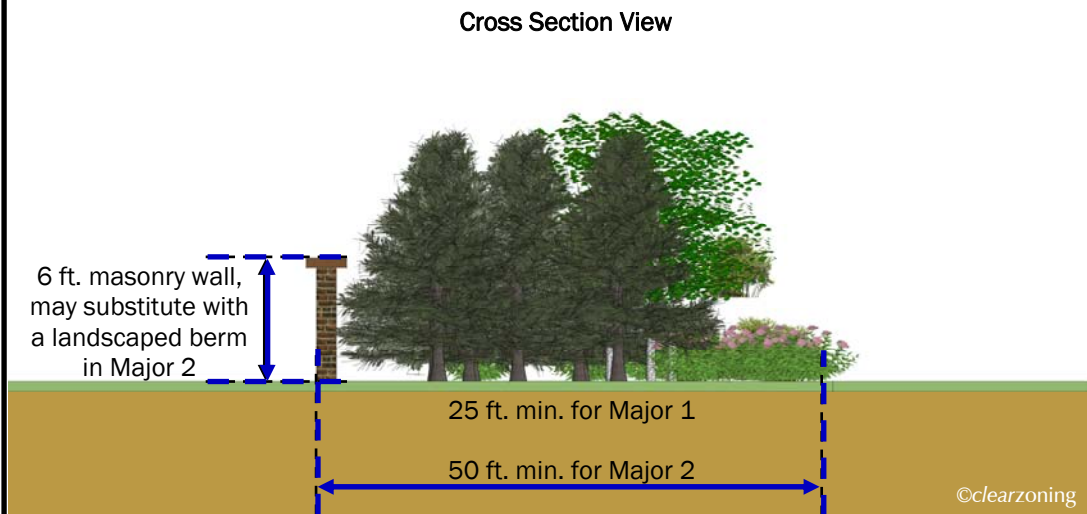 Cross Section View
6 ft. masonry wall,
may substitute with
a landscaped berm
in Major 2
25 ft. min. for Major 1
50 ft. min. for Major 2
©clearzoning